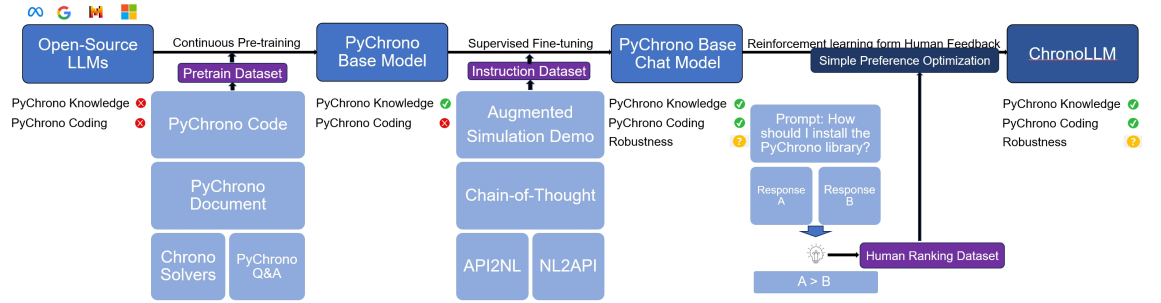 Open-Source
LLMs
Continuous Pre-training
Pretrain Dataset
PyChrono
Base Model
Supervised Fine-tuning
Instruction Dataset
PyChrono Base
Chat Model
Reinforcement learning form Human Feedback
Simple Preference Optimization
ChronoLLM
PyChrono Knowledge
PyChrono Coding
PyChrono Code
PyChrono
Document
Chrono
Solvers
PyChrono
Q&A
PyChrono Knowledge
PyChrono Coding
Augmented
Simulation Demo
Chain-of-Thought
API2NL
NL2API
PyChrono Knowledge
PyChrono Coding
Robustness
?
Prompt: How
should I install the
PyChrono library?
Response
A
Response
B
A > B
Human Ranking Dataset
PyChrono Knowledge
PyChrono Coding
Robustness
?